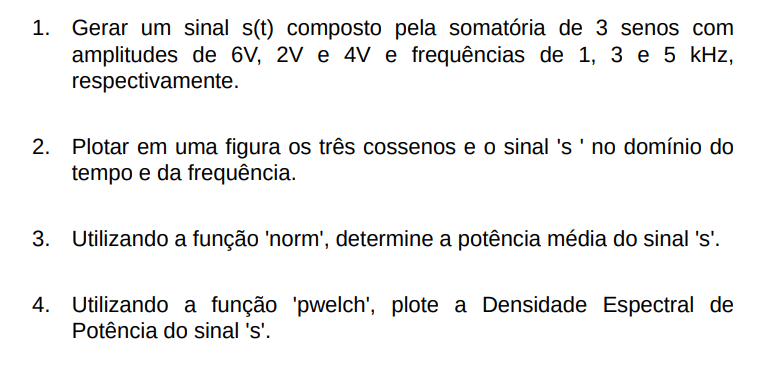 1. Gerar um sinal s(t) composto pela somatória de 3 senos com
amplitudes de 6V, 2V e 4V e frequências de 1, 3 e 5 kHz,
respectivamente.
2. Plotar em uma figura os três cossenos e o sinal 's ' no domínio do
tempo e da frequência.
3. Utilizando a função 'norm', determine a potência média do sinal 's'.
4. Utilizando a função 'pwelch', plote a Densidade Espectral de
Potência do sinal 's'.